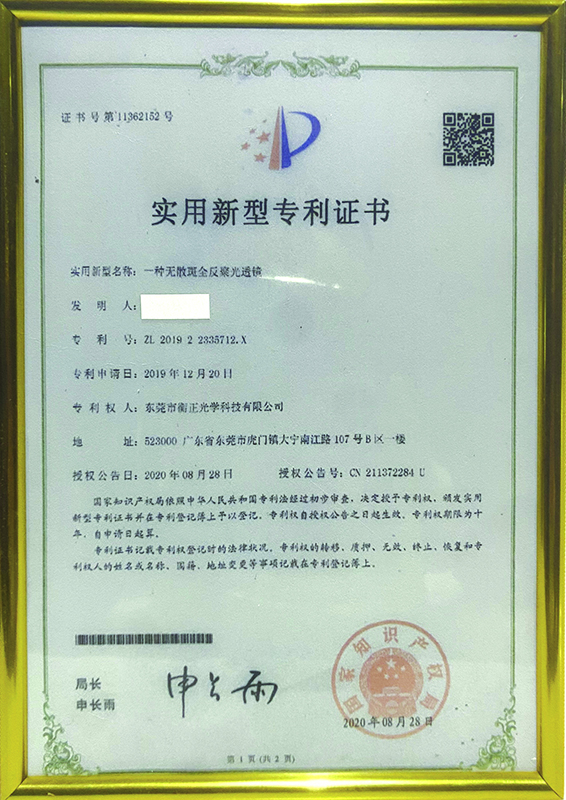 证书号第11362152号
实用新型专利证书
实用新型名称：一种无散斑全反聚光透镜
发 明 人：
专 利 号：ZL 2019 2 2335712.X
专利申请日：2019年12月20日
专 利 权 人：东莞市衡正光学科技有限公司
地 址：523000 广东省东莞市虎门镇大宁南江路107号B区一楼
授权公告日：2020年08月28日 授权公告号：CN 211372284 U
国家知识产权局依照中华人民共和国专利法经过初步审查，决定授予专利权，颁发实用
新型专利证书并在专利登记簿上予以登记。专利权自授权公告之日起生效。专利权期限为十
年，自申请日起算。
专利证书记载专利权登记时的法律状况。专利权的转移、质押、无效、终止、恢复和专
利权人的姓名或名称、国籍、地址变更等事项记载在专利登记簿上。
局长
申长雨
申长雨
国家知识产权局
2020年08月28日
第1页(共2页)